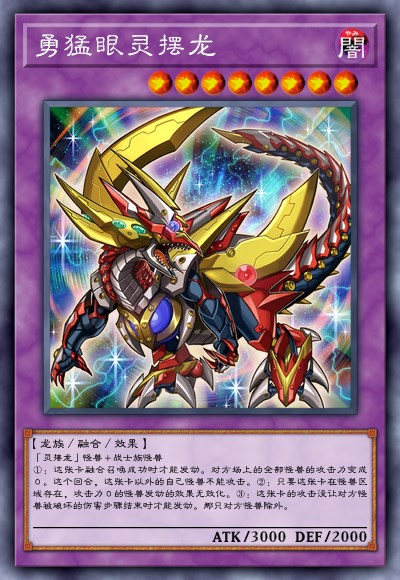 勇猛眼灵摆龙
やみ
闇
【龙族／融合／效果】
「灵摆龙」怪兽＋战士族怪兽
①：这张卡融合召唤成功时才能发动。对方场上的全部怪兽的攻击力变成
0。这个回合，这张卡以外的自己怪兽不能攻击。②：只要这张卡在怪兽区
域存在，攻击力0的怪兽发动的效果无效化。③：这张卡的攻击没让对方怪
兽被破坏的伤害步骤结束时才能发动。那只对方怪兽除外。
ATK/3000 DEF/2000